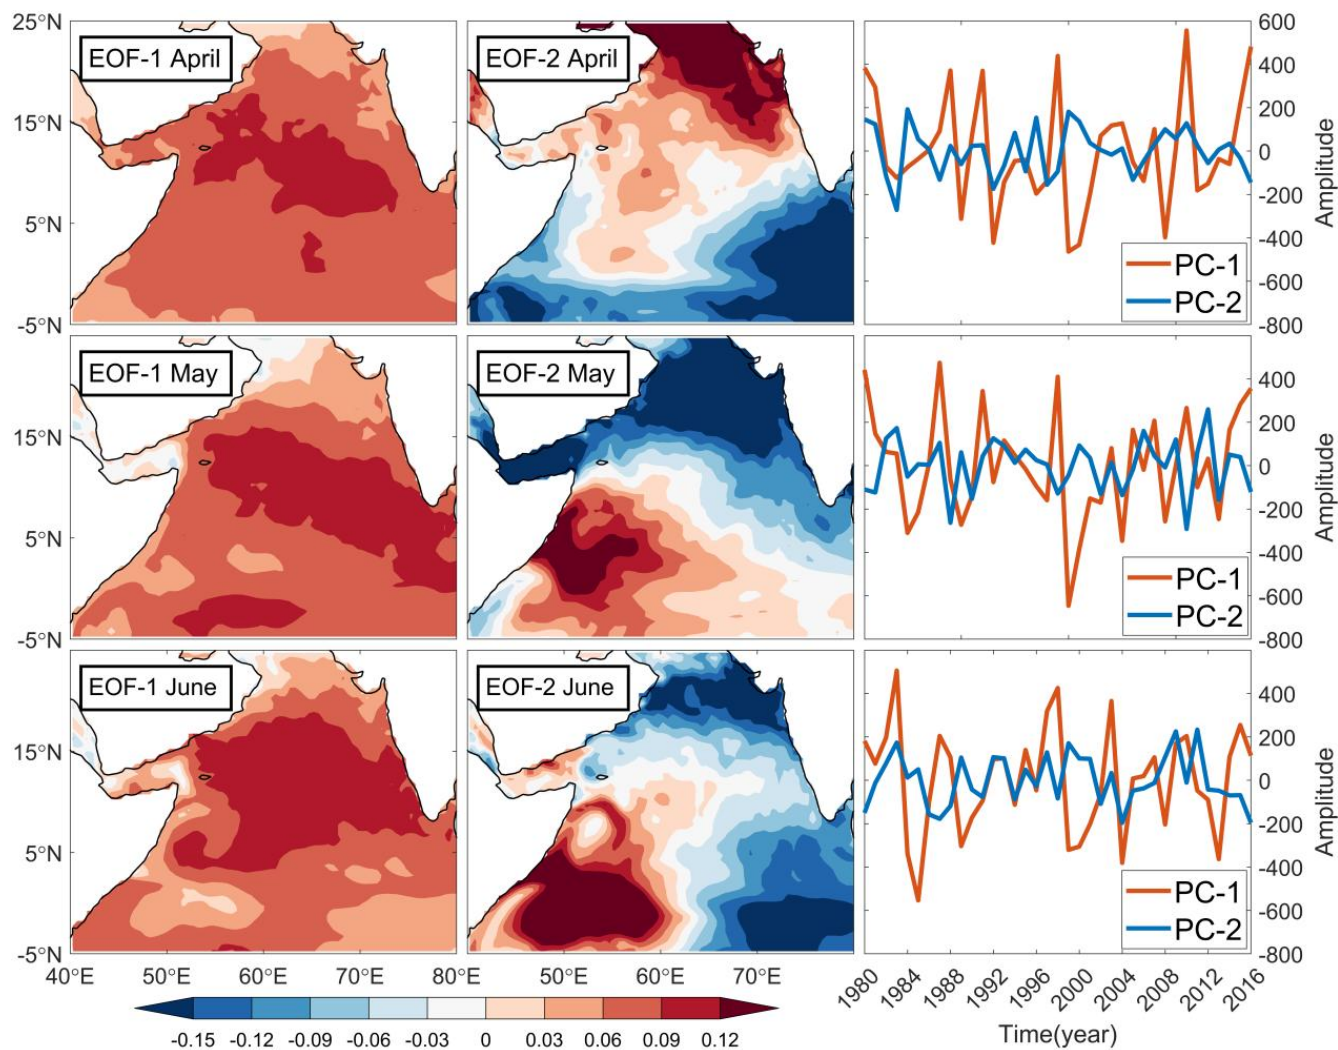 25°N
EOF-1 April
15°N
5°N
-5°N
EOF-2 April
600
400
200
0
-200
-400
-600
-800
Amplitude
PC-1
PC-2
EOF-1 May
15°N
5°N
-5°N
EOF-2 May
400
200
0
-200
-400
-600
-800
Amplitude
PC-1
PC-2
EOF-1 June
15°N
5°N
-5°N
EOF-2 June
400
200
0
-200
-400
-600
-800
Amplitude
PC-1
PC-2
40°E 50°E 60°E 70°E 80°E 50°E 60°E 70°E
1980 1984 1988 1992 1996 2000 2004 2008 2012 2016
Time(year)
-0.15 -0.12 -0.09 -0.06 -0.03 0 0.03 0.06 0.09 0.12